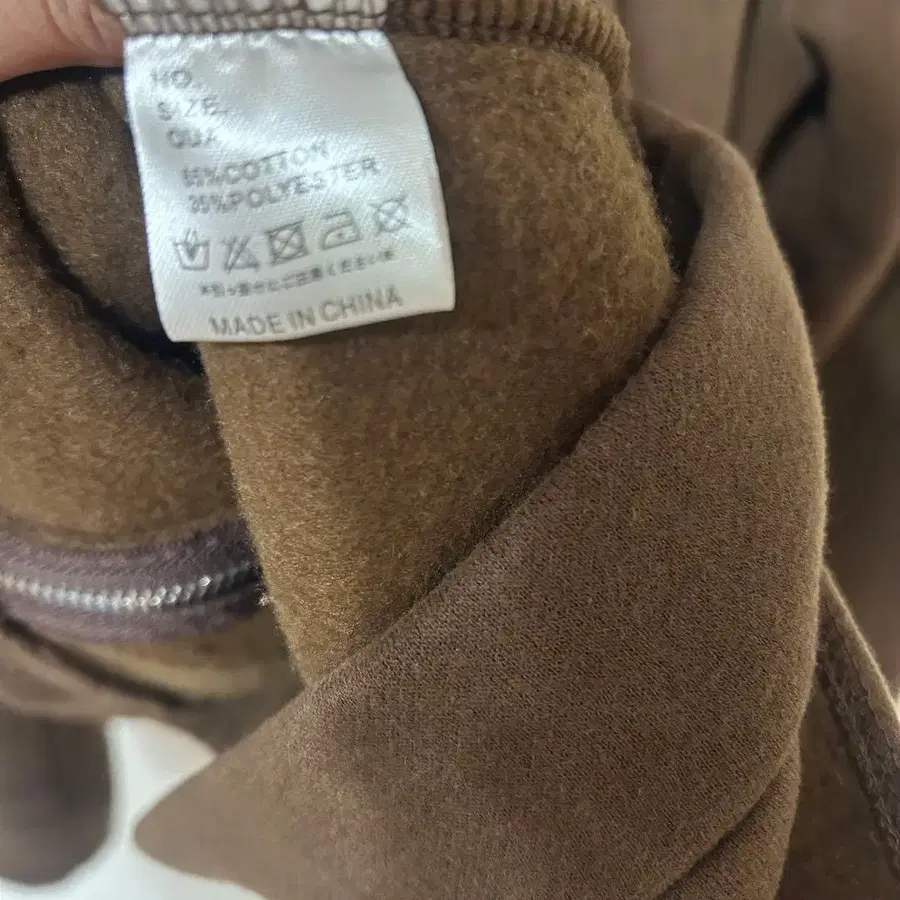 NO.
SIZE.
QUA
65%COTTON
35%POLYESTER
MADE IN CHINA